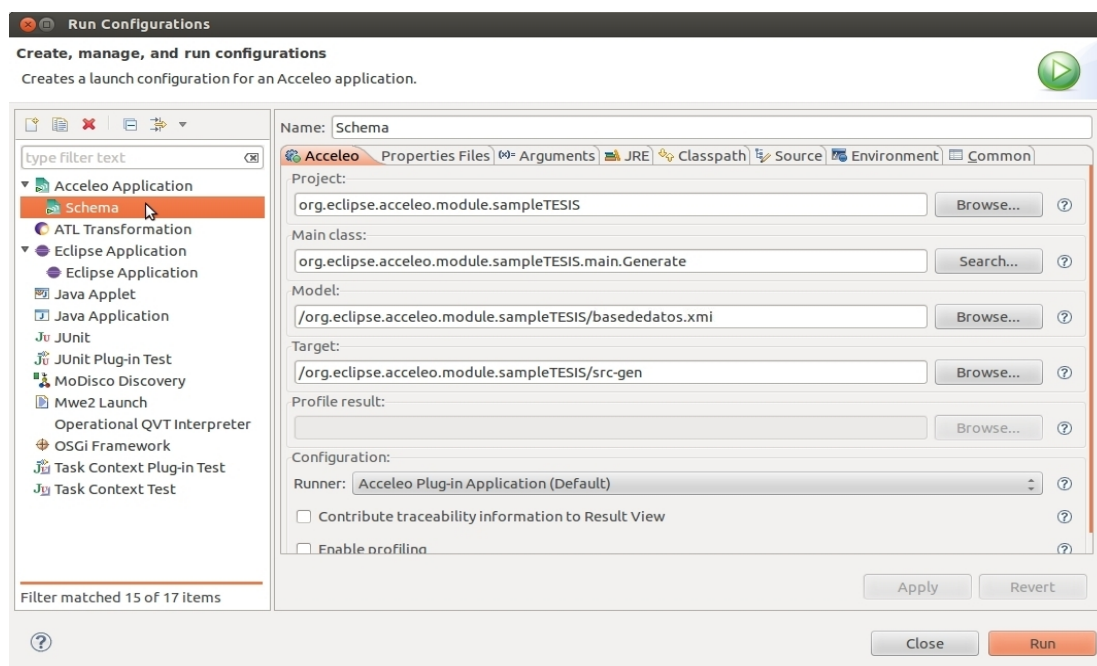 Run Configurations
Create, manage, and run configurations
Creates a launch configuration for an Acceleo application.
type filter text
Acceleo Application
Schema
ATL Transformation
Eclipse Application
Eclipse Application
Java Applet
Java Application
Ju JUnit
JUnit Plug-in Test
MoDisco Discovery
Mwe2 Launch
Operational QVT Interpreter
OSGi Framework
Task Context Plug-in Test
Task Context Test
Filter matched 15 of 17 items
Name: Schema
Acceleo Properties Files (x)= Arguments JRE Classpath Source Environment Common
Project:
org.eclipse.acceleo.module.sampleTESIS Browse...
Main class:
org.eclipse.acceleo.module.sampleTESIS.main.Generate Search...
Model:
/org.eclipse.acceleo.module.sampleTESIS/basededatos.xmi Browse...
Target:
/org.eclipse.acceleo.module.sampleTESIS/src-gen Browse...
Profile result:
Browse...
Configuration:
Runner: Acceleo Plug-in Application (Default)
Contribute traceability information to Result View
Enable profiling
Apply Revert
Close Run